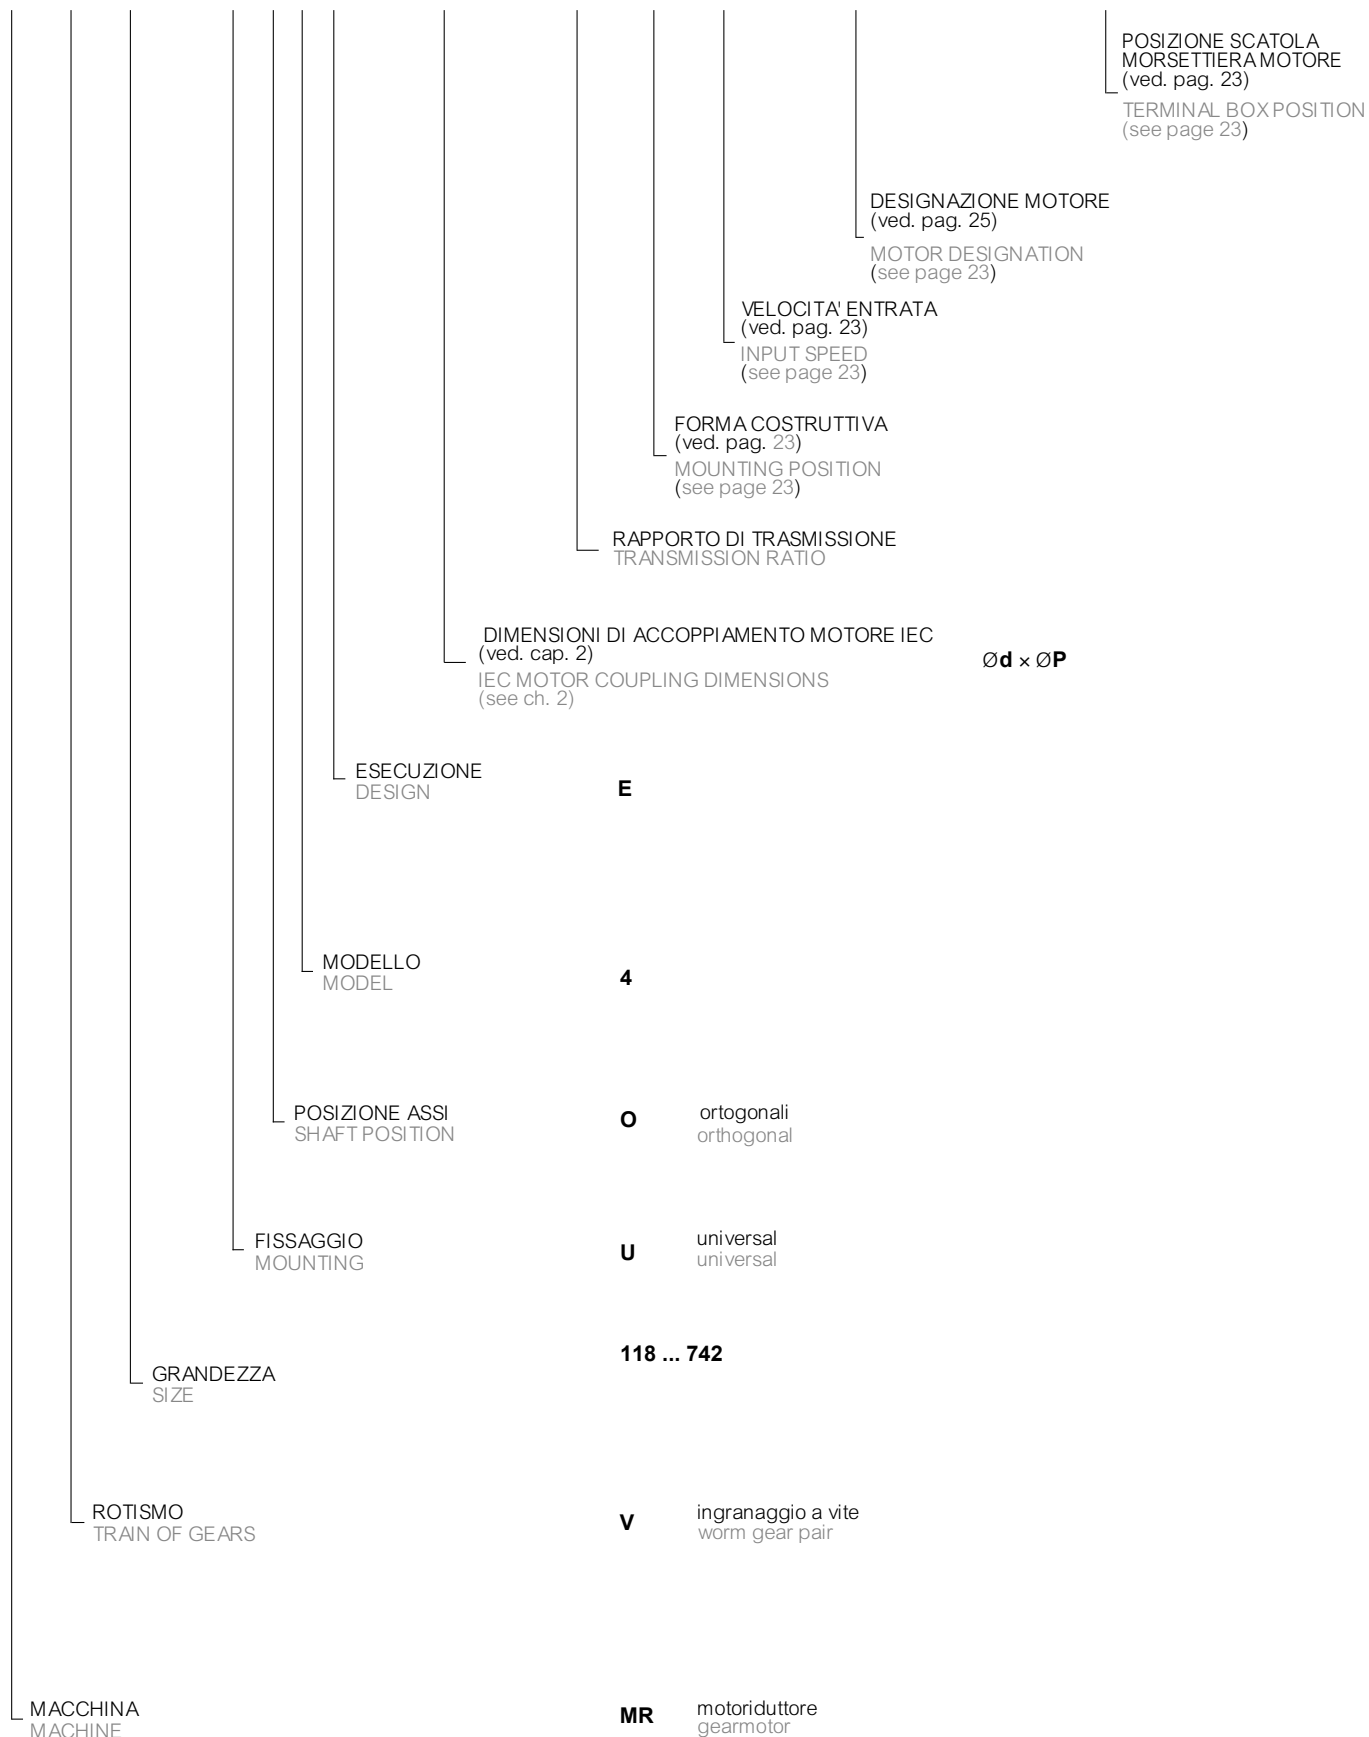 POSIZIONE SCATOLA
MORSETTIERA MOTORE
(ved. pag. 23)
TERMINAL BOX POSITION
(see page 23)
DESIGNAZIONE MOTORE
(ved. pag. 25)
MOTOR DESIGNATION
(see page 23)
VELOCITA' ENTRATA
(ved. pag. 23)
INPUT SPEED
(see page 23)
FORMA COSTRUTTIVA
(ved. pag. 23)
MOUNTING POSITION
(see page 23)
RAPPORTO DI TRASMISSIONE
TRANSMISSION RATIO
DIMENSIONI DI ACCOPPIAMENTO MOTORE IEC
(ved. cap. 2)
Ød × ØP
IEC MOTOR COUPLING DIMENSIONS
(see ch. 2)
ESECUZIONE
DESIGN
E
MODELLO
MODEL
4
POSIZIONE ASSI
SHAFT POSITION
O
ortogonali
orthogonal
FISSAGGIO
MOUNTING
U
universal
universal
118 ... 742
GRANDEZZA
SIZE
ROTISMO
TRAIN OF GEARS
V
ingranaggio a vite
worm gear pair
MACCHINA
MACHINE
MR
motoriduttore
gearmotor